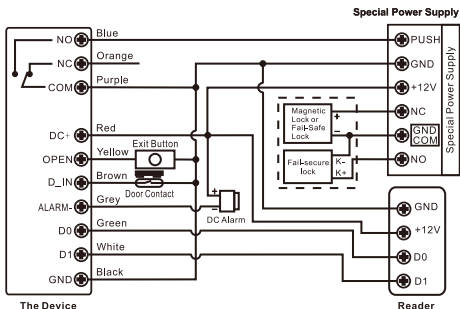 Special Power Supply
NO
Blue
PUSH
NC
Orange
GND
COM
Purple
+12V
Special Power Supply
Magnetic
Lock or
Fail-Safe
Lock
+
-
NC
GND
COM
DC+
Red
OPEN
Yellow
Exit Button
Fail-secure
lock
K-
K+
NO
D_IN
Brown
Door Contact
ALARM-
Grey
+
-
DC Alarm
GND
D0
Green
+12V
D1
White
D0
GND
Black
D1
The Device
Reader